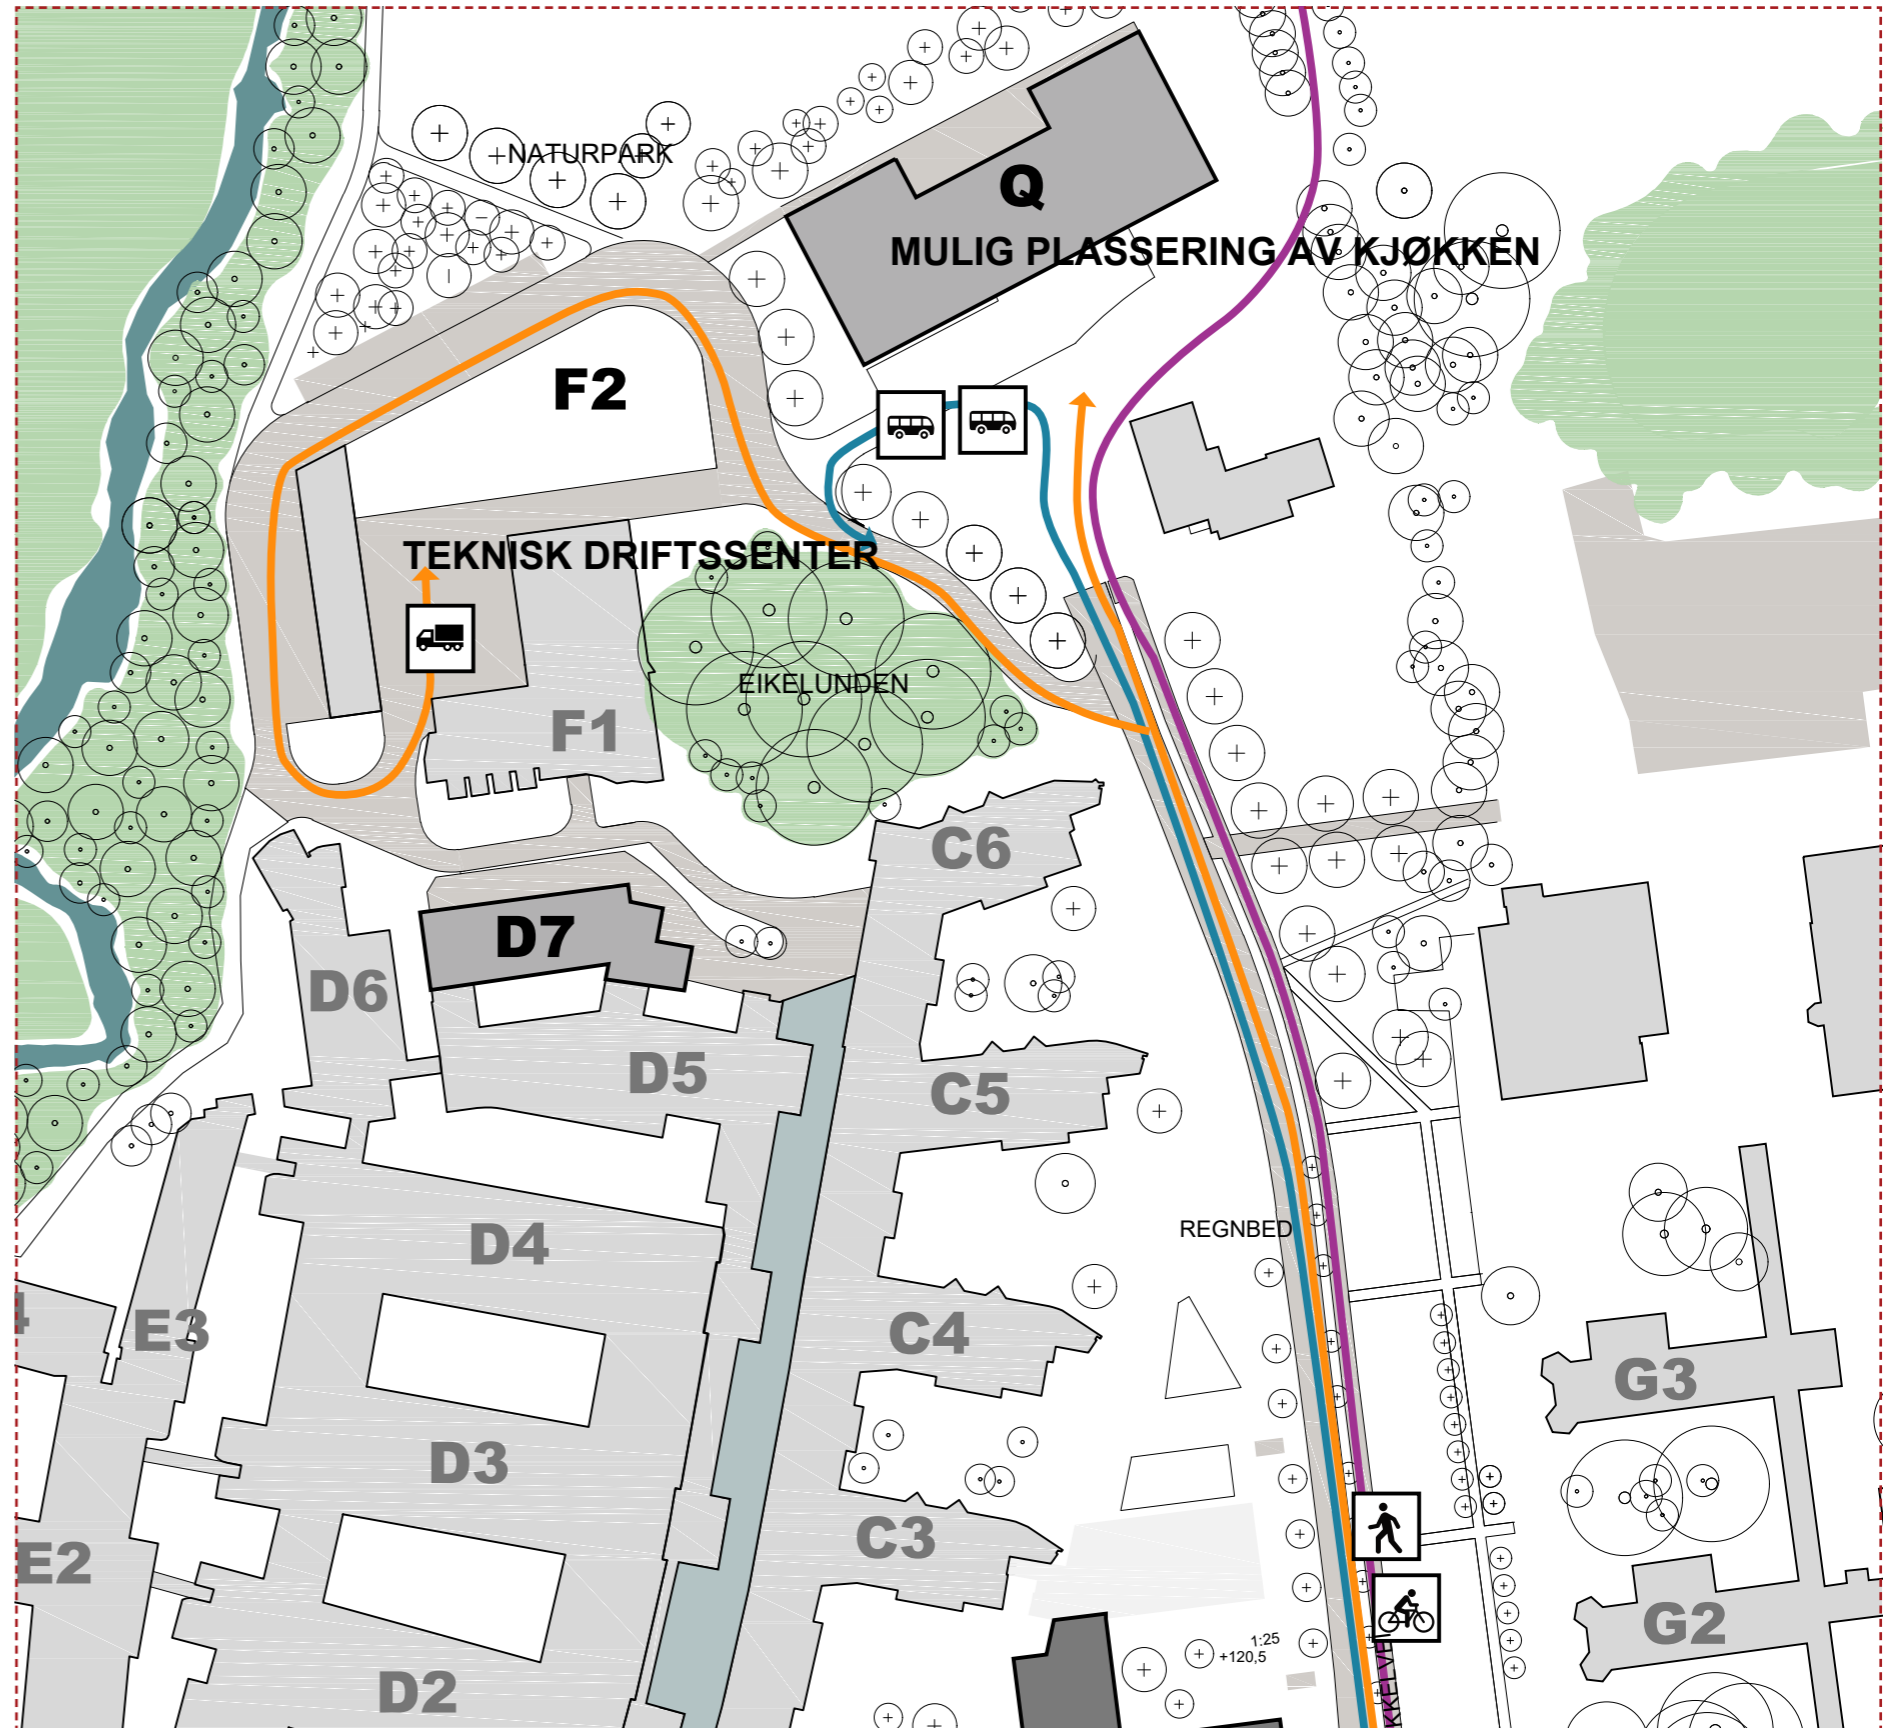 NATURPARK
Q
MULIG PLASSERING AV KJØKKEN
F2
TEKNISK DRIFTSSENTER
EIKELUNDEN
F1
C6
D7
D6
D5
C5
REGNBED
D4
E3
C4
G3
D3
C3
E2
G2
1:25
+120,5
D2